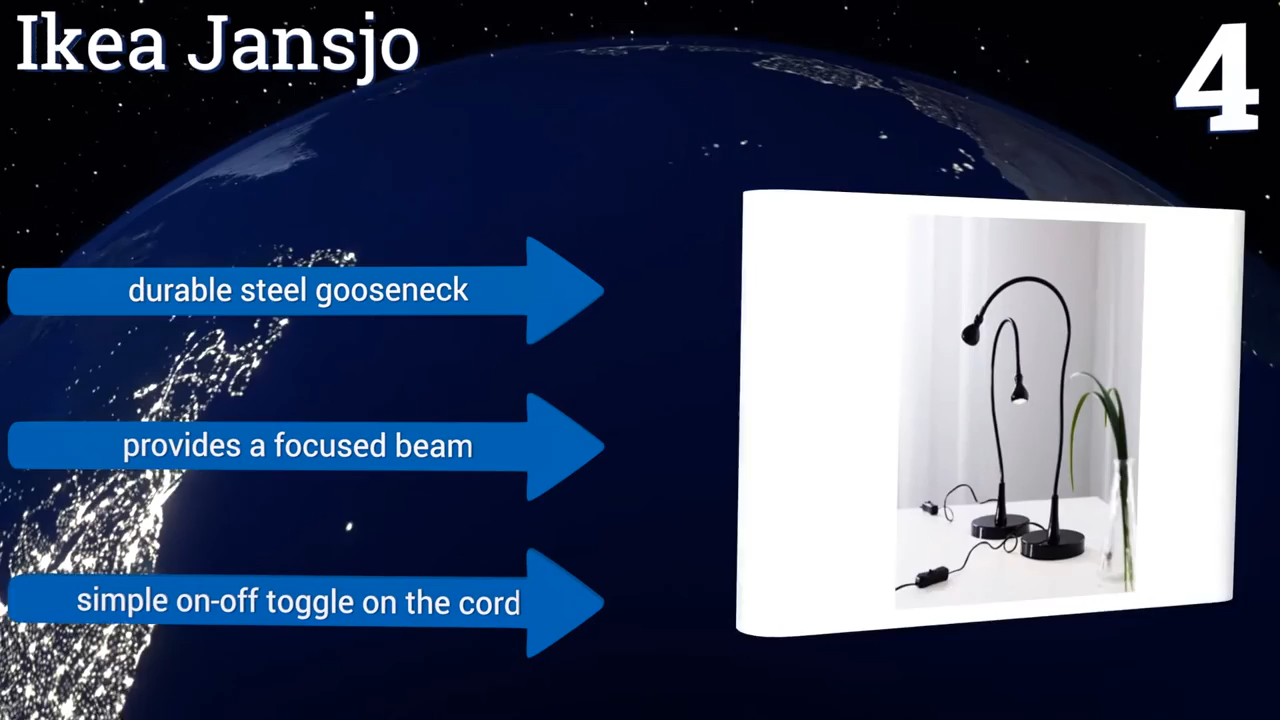 Ikea Jansjo
4
durable steel gooseneck
provides a focused beam
simple on-off toggle on the cord